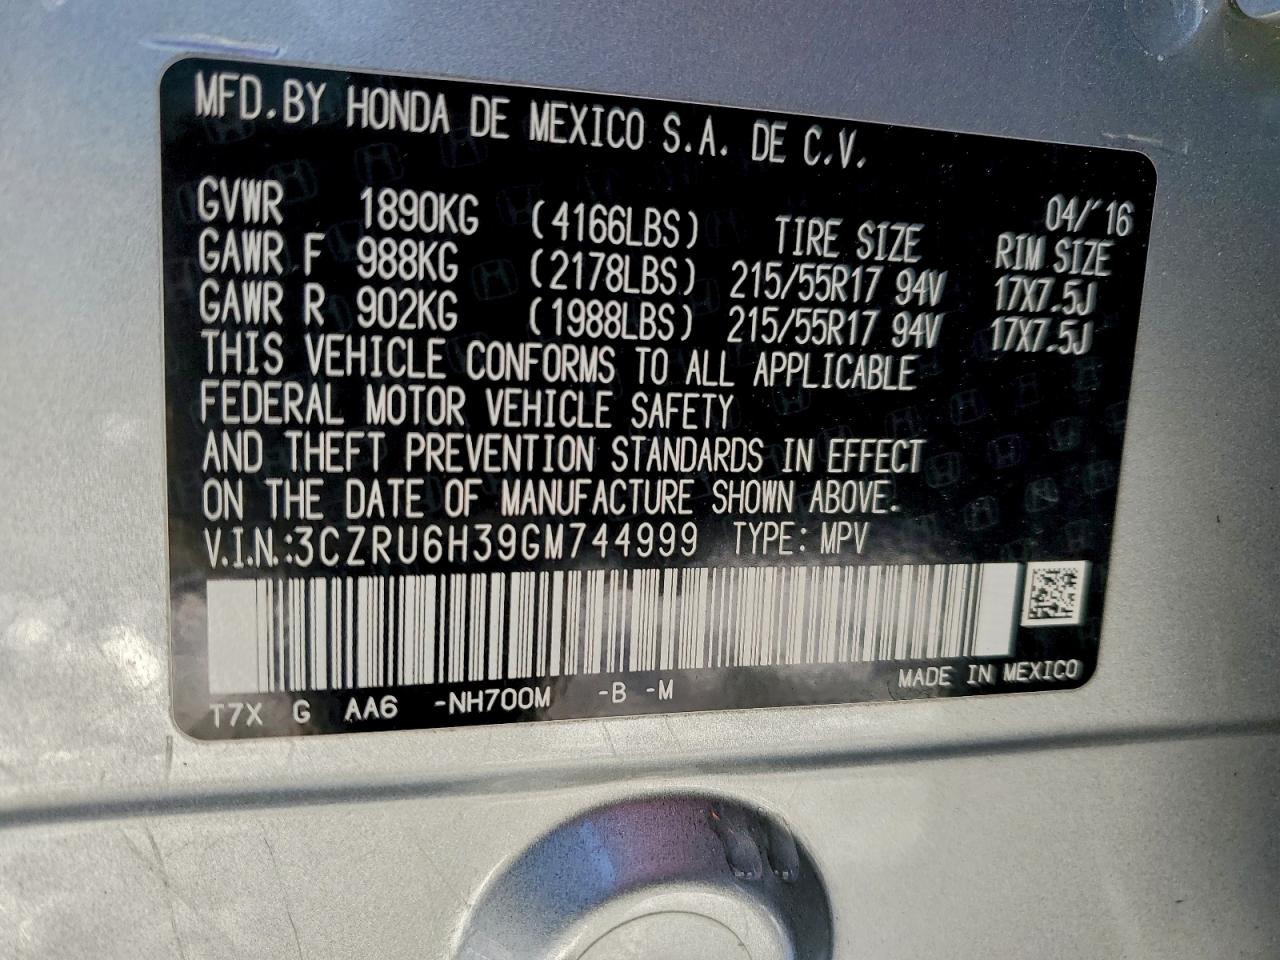 MFD.BY HONDA DE MEXICO S.A. DE C.V.
04/"16
GVWR 1890KG (4166LBS) TIRE SIZE RIM SIZE
GAWR F 988KG (2178LBS) 215/55R17 94V 17X7.5J
GAWR R 902KG (1988LBS) 215/55R17 94V 17X7.5J
THIS VEHICLE CONFORMS TO ALL APPLICABLE
FEDERAL MOTOR VEHICLE SAFETY
AND THEFT PREVENTION STANDARDS IN EFFECT
ON THE DATE OF MANUFACTURE SHOWN ABOVE.
V.I.N.:3CZRU6H39GM744999 TYPE: MPV
MADE IN MEXICO
T7X G AA6 -NH700M -B -M